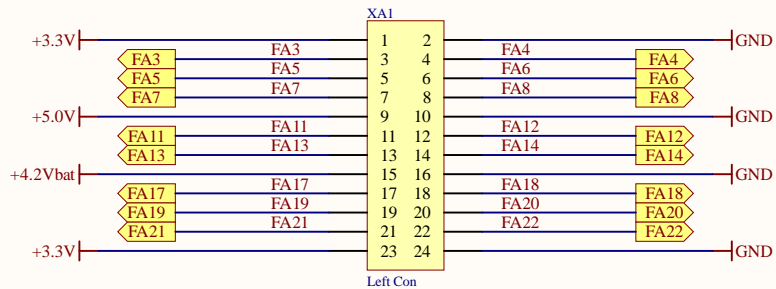 XA1
+3.3V 1 2 GND
FA3 FA3 3 4 FA4 FA4
FA5 FA5 5 6 FA6 FA6
FA7 FA7 7 8 FA8 FA8
+5.0V 9 10 GND
FA11 FA11 11 12 FA12 FA12
FA13 FA13 13 14 FA14 FA14
+4.2Vbat 15 16 GND
FA17 FA17 17 18 FA18 FA18
FA19 FA19 19 20 FA20 FA20
FA21 FA21 21 22 FA22 FA22
+3.3V 23 24 GND
Left Con